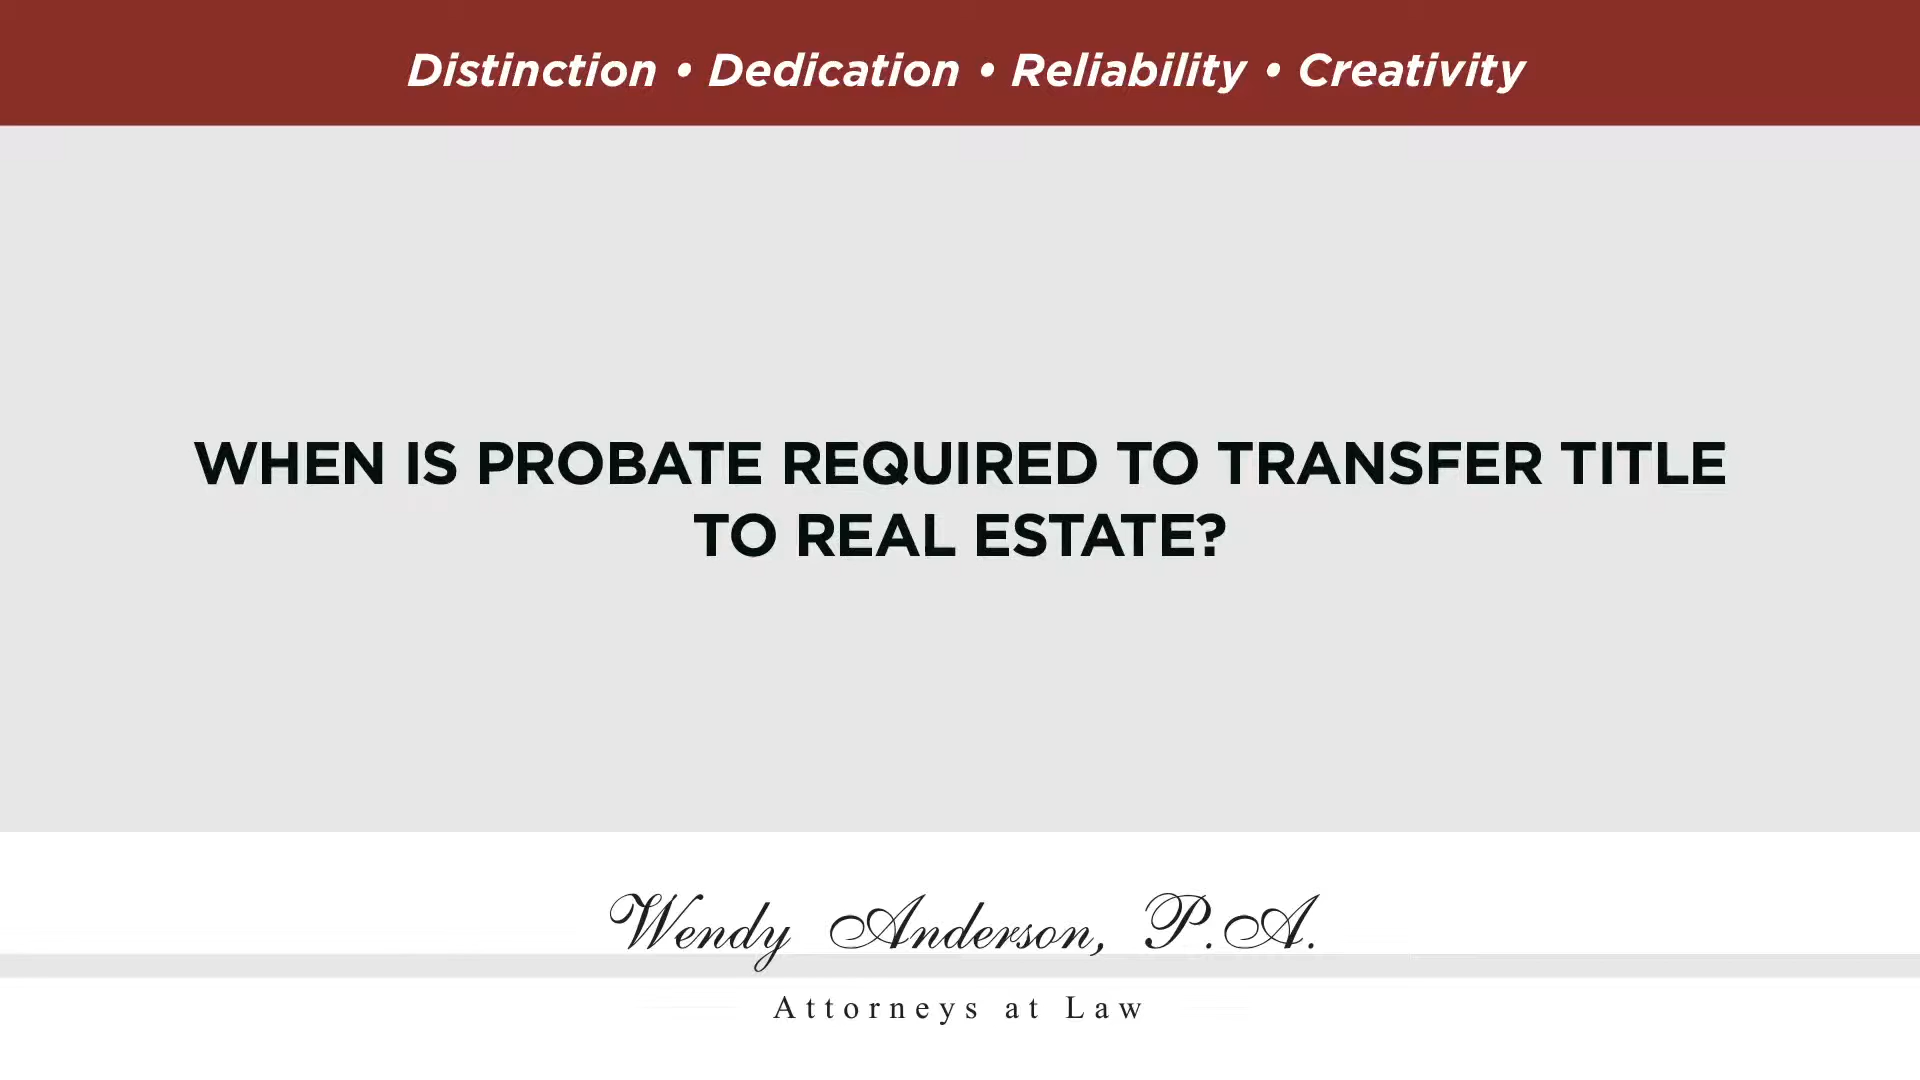 Distinction • Dedication • Reliability • Creativity
WHEN IS PROBATE REQUIRED TO TRANSFER TITLE
TO REAL ESTATE?
Wendy Anderson, P.A.
Attorneys at Law